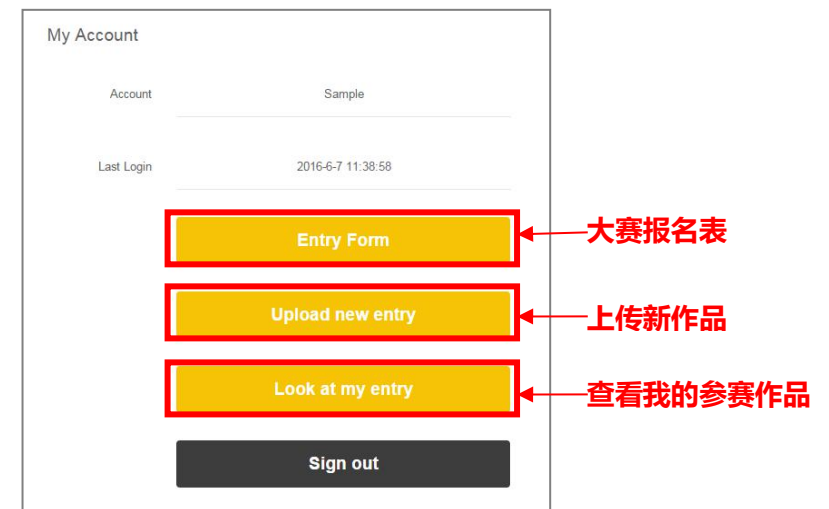 My Account
Account Sample
Last Login 2016-6-7 11:38:58
Entry Form 大赛报名表
Upload new entry 上传新作品
Look at my entry 查看我的参赛作品
Sign out